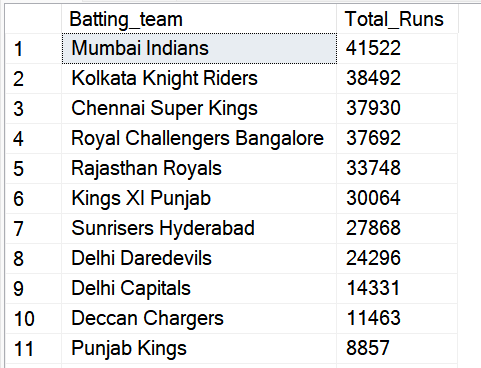 Batting_team Total_Runs
1 Mumbai Indians 41522
2 Kolkata Knight Riders 38492
3 Chennai Super Kings 37930
4 Royal Challengers Bangalore 37692
5 Rajasthan Royals 33748
6 Kings XI Punjab 30064
7 Sunrisers Hyderabad 27868
8 Delhi Daredevils 24296
9 Delhi Capitals 14331
10 Deccan Chargers 11463
11 Punjab Kings 8857